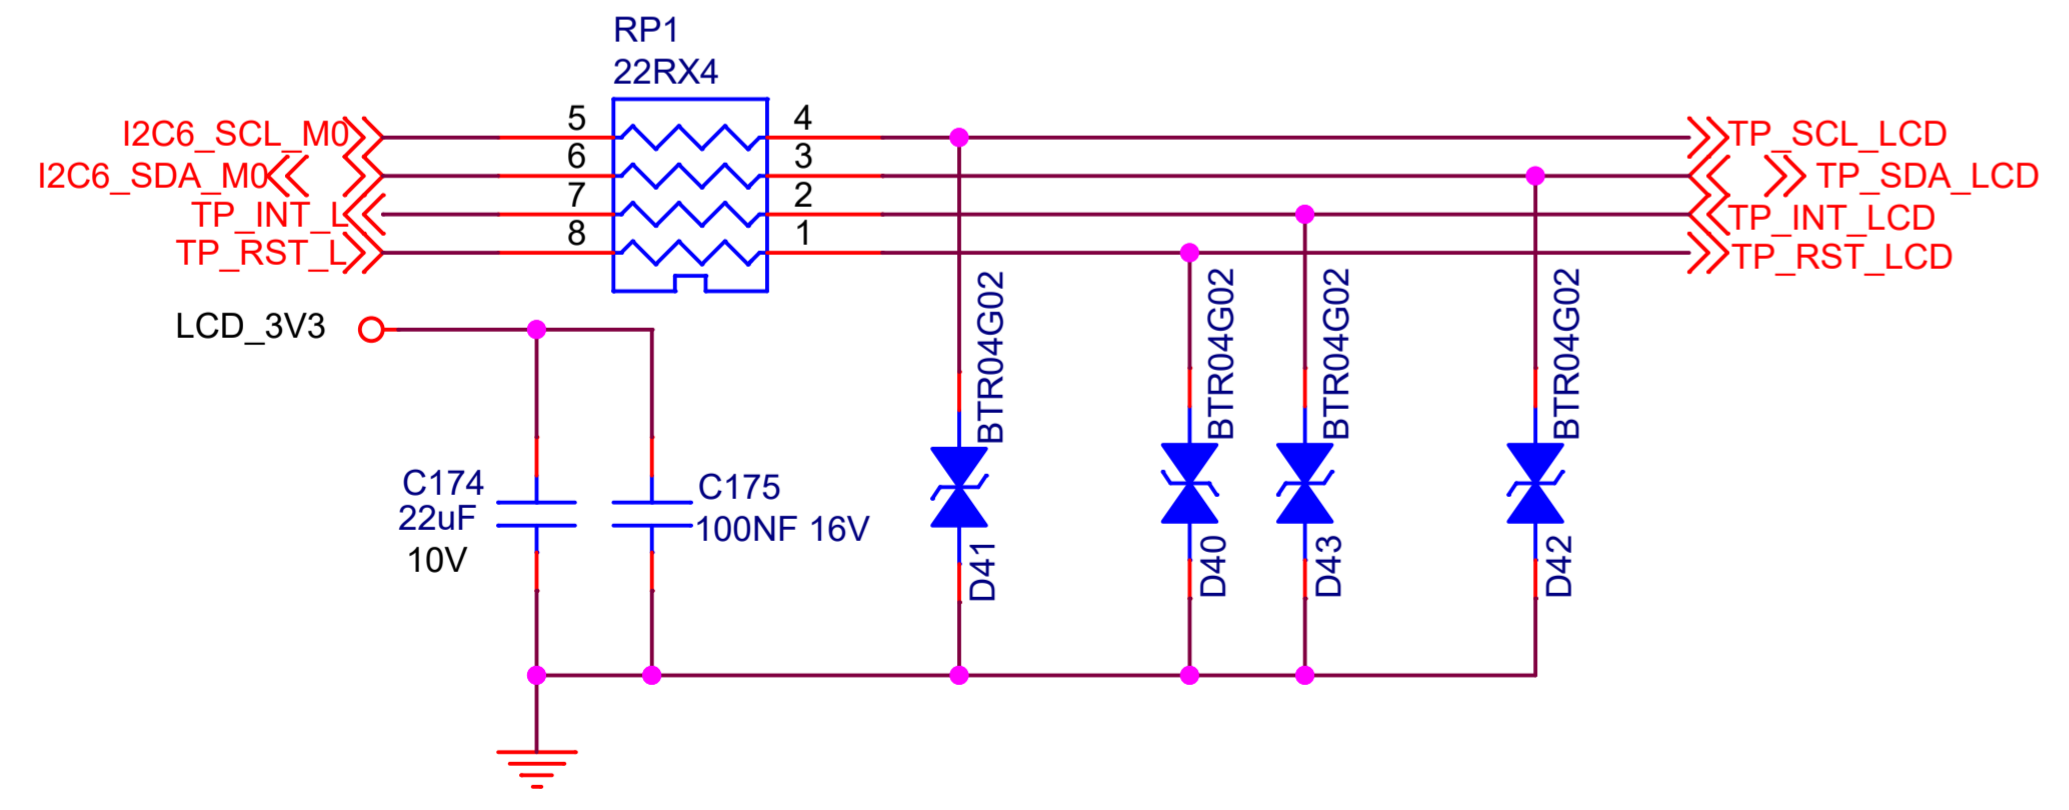 RP1
22RX4
I2C6_SCL_M0
5
4
TP_SCL_LCD
I2C6_SDA_M0
6
3
TP_SDA_LCD
TP_INT_L
7
2
TP_INT_LCD
TP_RST_L
8
1
TP_RST_LCD
LCD_3V3
BTR04G02
BTR04G02
BTR04G02
BTR04G02
C174
22uF
10V
C175
100NF 16V
D41
D40
D43
D42